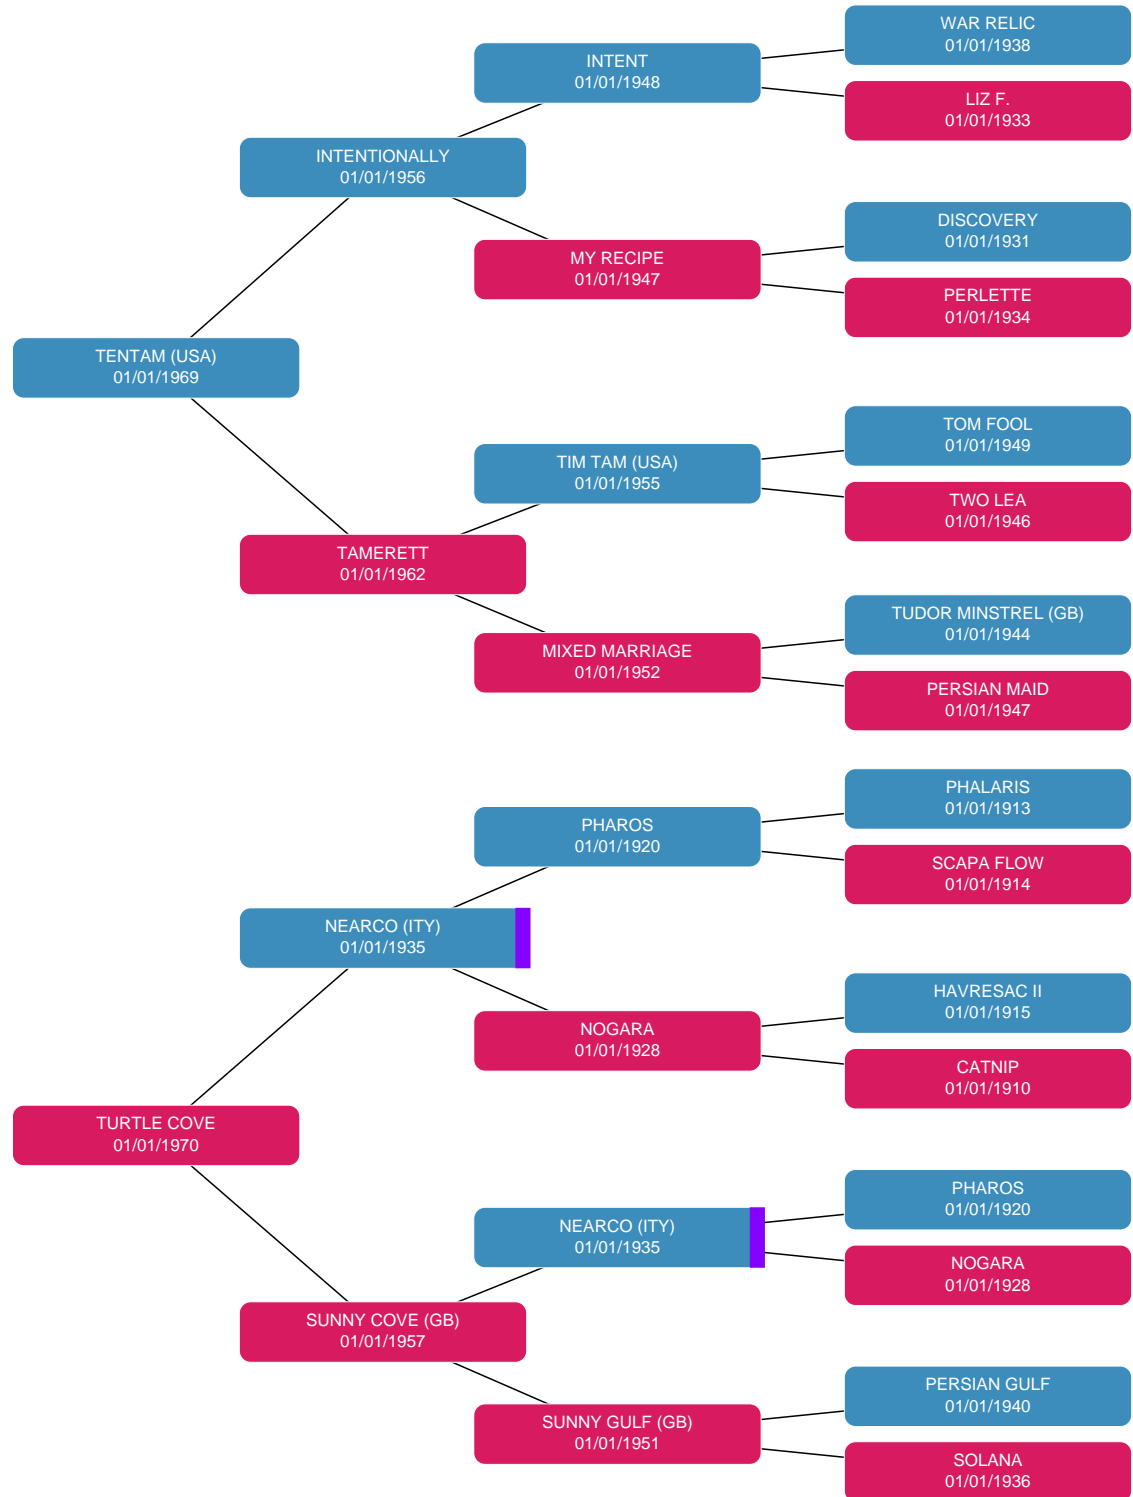 WAR RELIC
01/01/1938
INTENT
01/01/1948
LIZ F.
01/01/1933
INTENTIONALLY
01/01/1956
DISCOVERY
01/01/1931
MY RECIPE
01/01/1947
PERLETTE
01/01/1934
TENTAM (USA)
01/01/1969
TOM FOOL
01/01/1949
TIM TAM (USA)
01/01/1955
TWO LEA
01/01/1946
TAMERETT
01/01/1962
TUDOR MINSTREL (GB)
01/01/1944
MIXED MARRIAGE
01/01/1952
PERSIAN MAID
01/01/1947
PHALARIS
01/01/1913
PHAROS
01/01/1920
SCAPA FLOW
01/01/1914
NEARCO (ITY)
01/01/1935
HAVRESAC II
01/01/1915
NOGARA
01/01/1928
CATNIP
01/01/1910
TURTLE COVE
01/01/1970
PHAROS
01/01/1920
NEARCO (ITY)
01/01/1935
NOGARA
01/01/1928
SUNNY COVE (GB)
01/01/1957
PERSIAN GULF
01/01/1940
SUNNY GULF (GB)
01/01/1951
SOLANA
01/01/1936